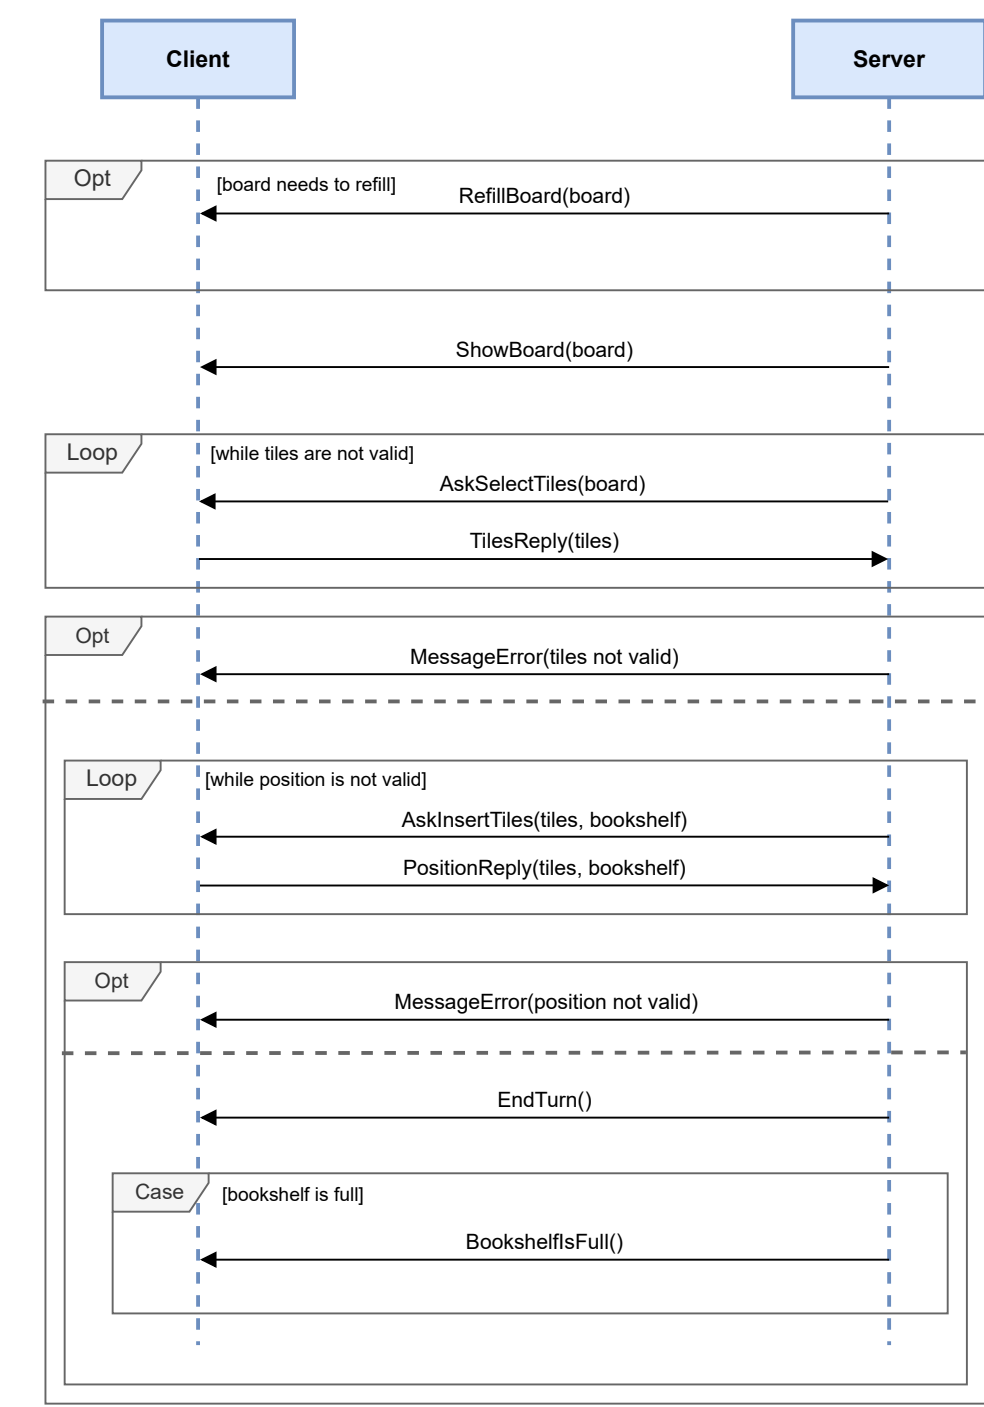 Client
Server
Opt
[board needs to refill]
RefillBoard(board)
ShowBoard(board)
Loop
[while tiles are not valid]
AskSelectTiles(board)
TilesReply(tiles)
Opt
MessageError(tiles not valid)
Loop
[while position is not valid]
AskInsertTiles(tiles, bookshelf)
PositionReply(tiles, bookshelf)
Opt
MessageError(position not valid)
EndTurn()
Case
[bookshelf is full]
BookshelfIsFull()